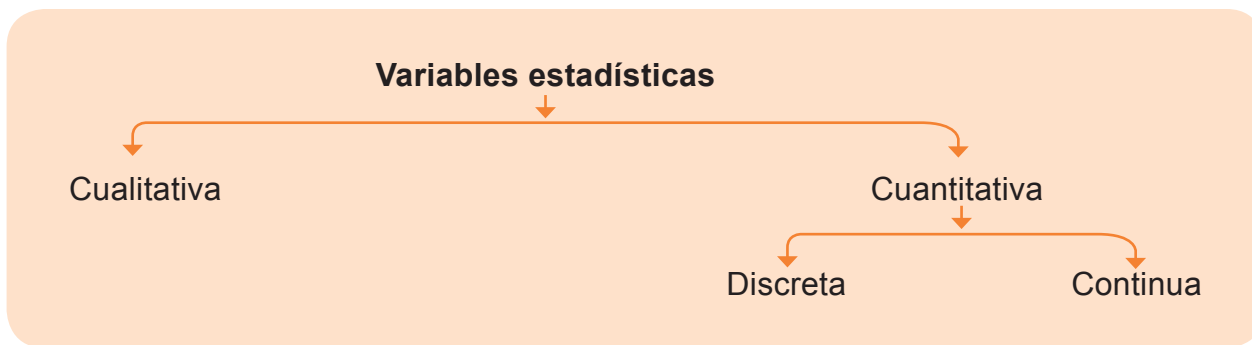 Variables estadísticas
Cualitativa
Cuantitativa
Discreta
Continua